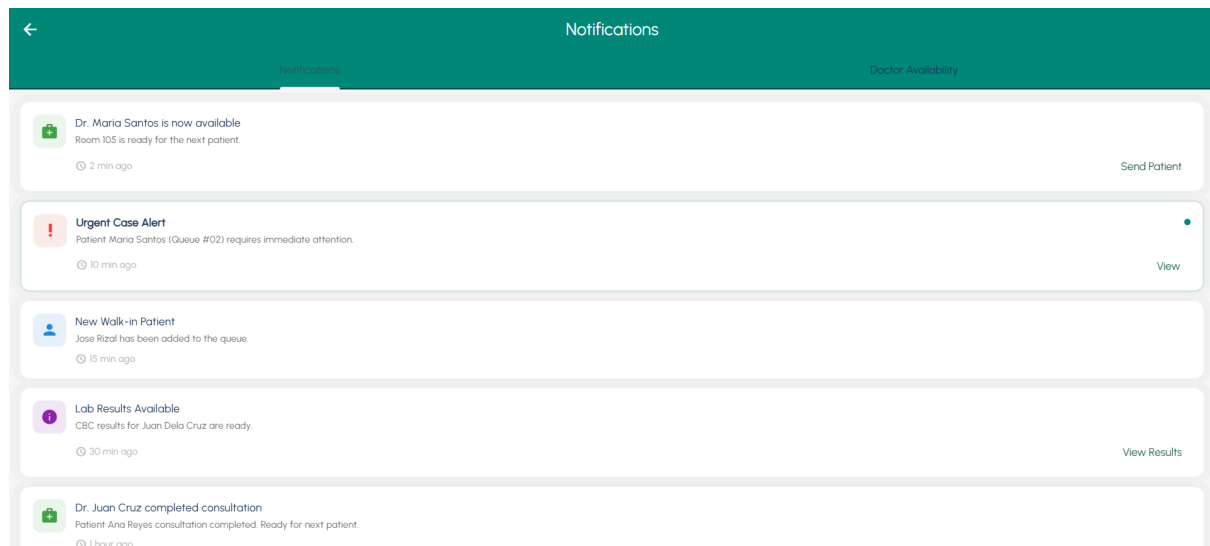 Notifications
Notifications
Doctor Availability
Dr. Maria Santos is now available
Room 105 is ready for the next patient.
2 min ago
Send Patient
Urgent Case Alert
Patient Maria Santos (Queue #02) requires immediate attention.
10 min ago
View
New Walk-in Patient
Jose Rizal has been added to the queue.
15 min ago
Lab Results Available
CBC results for Juan Dela Cruz are ready.
30 min ago
View Results
Dr. Juan Cruz completed consultation
Patient Ana Reyes consultation completed. Ready for next patient.
1 hour ago